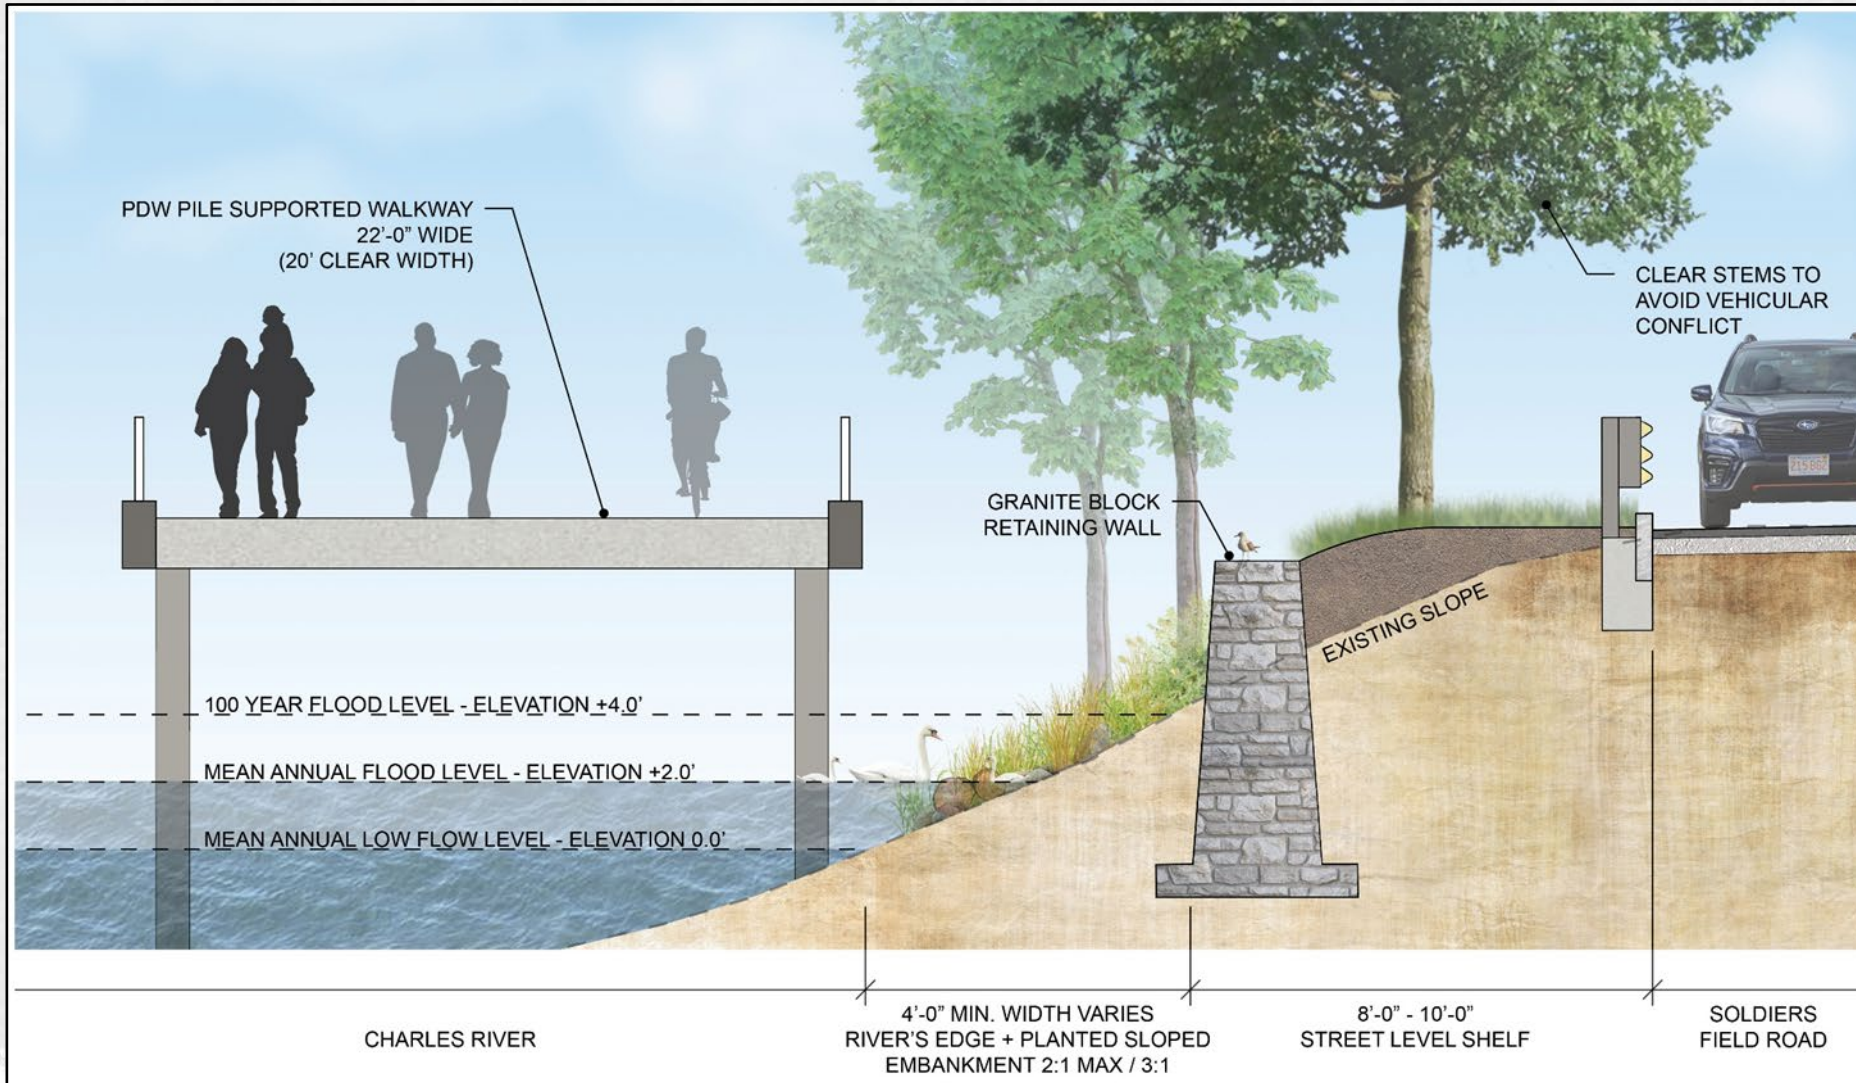 PDW PILE SUPPORTED WALKWAY
22'-0" WIDE
(20' CLEAR WIDTH)
CLEAR STEMS TO
AVOID VEHICULAR
CONFLICT
GRANITE BLOCK
RETAINING WALL
EXISTING SLOPE
100 YEAR FLOOD LEVEL - ELEVATION +4.0'
MEAN ANNUAL FLOOD LEVEL - ELEVATION +2.0'
MEAN ANNUAL LOW FLOW LEVEL - ELEVATION 0.0'
CHARLES RIVER
4'-0" MIN. WIDTH VARIES
RIVER'S EDGE + PLANTED SLOPED
EMBANKMENT 2:1 MAX / 3:1
8'-0" - 10'-0"
STREET LEVEL SHELF
SOLDIERS
FIELD ROAD